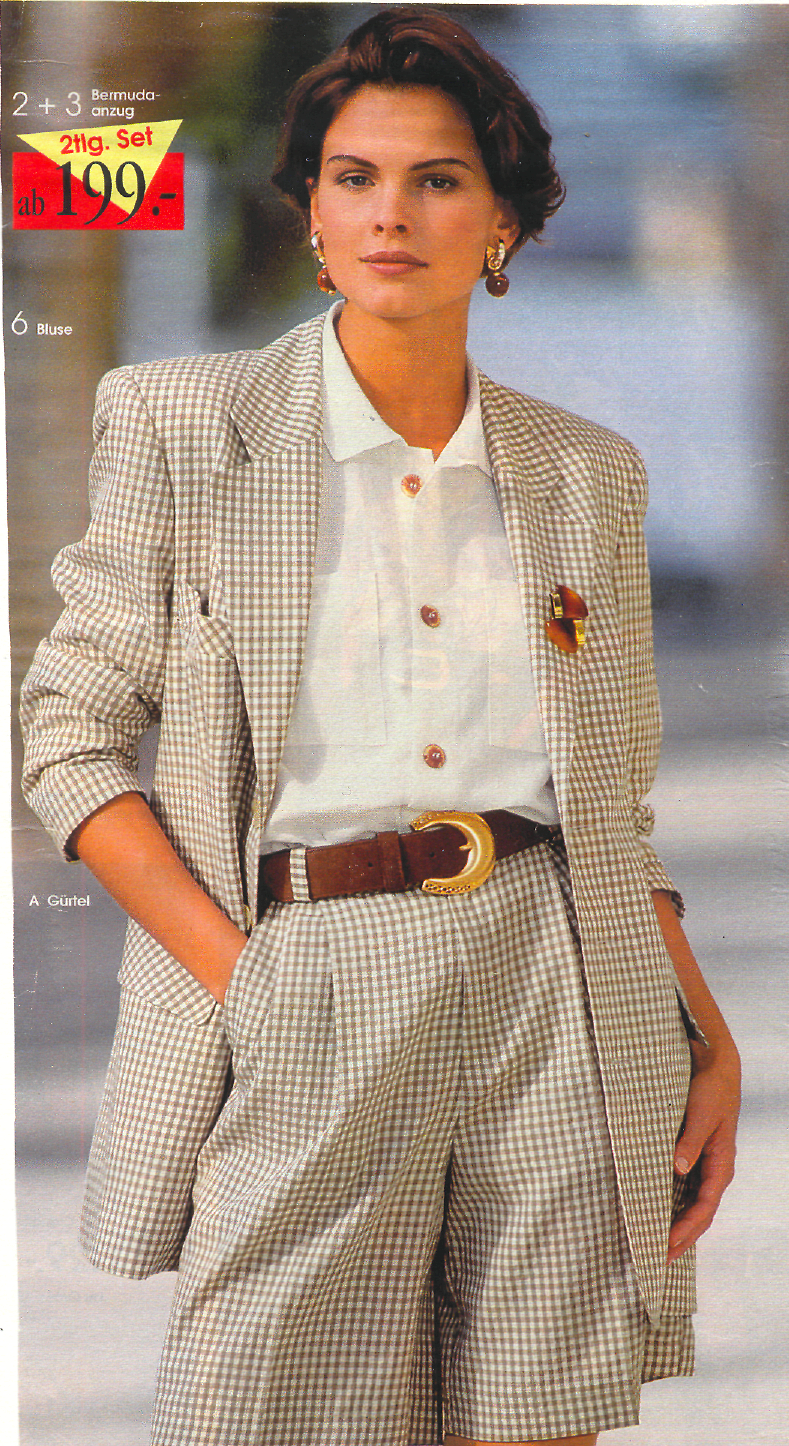 2 + 3 Bermuda-
anzug
2tlg. Set
ab 199.-
6 Bluse
A Gürtel